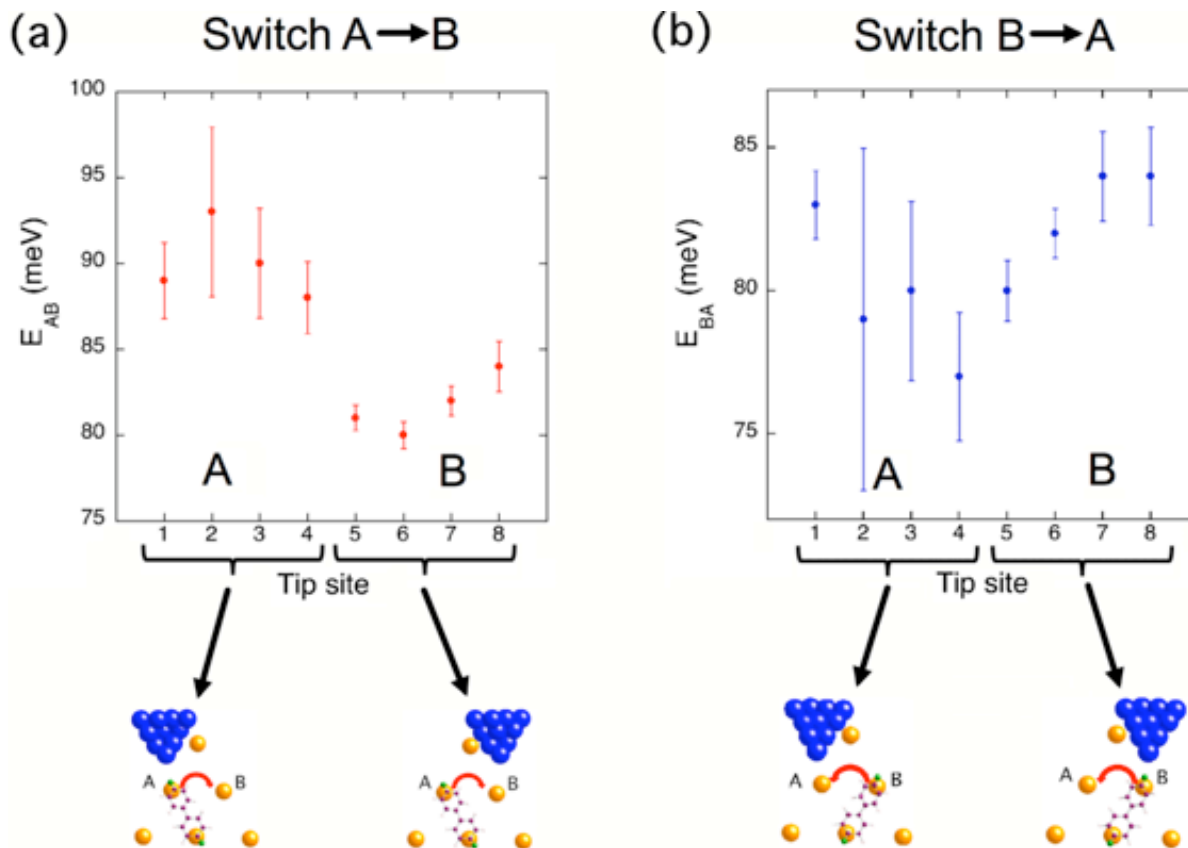 (a) Switch A→B
100
95
90
85
80
75
E_AB (meV)
A B
1 2 3 4 5 6 7 8
Tip site
A B
A B
(b) Switch B→A
85
80
75
E_BA (meV)
A B
1 2 3 4 5 6 7 8
Tip site
A B
A B